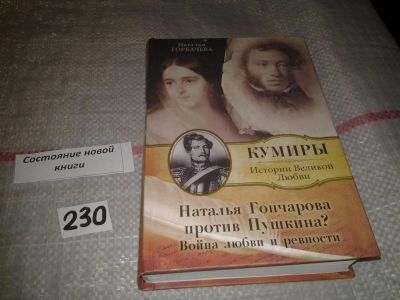 Наталья
ГОРБАЧЕВА
КУМИРЫ
Истории Великой
Любви
Состояние новой
книги
230
Наталья Гончарова
против Пушкина?
Война любви и ревности